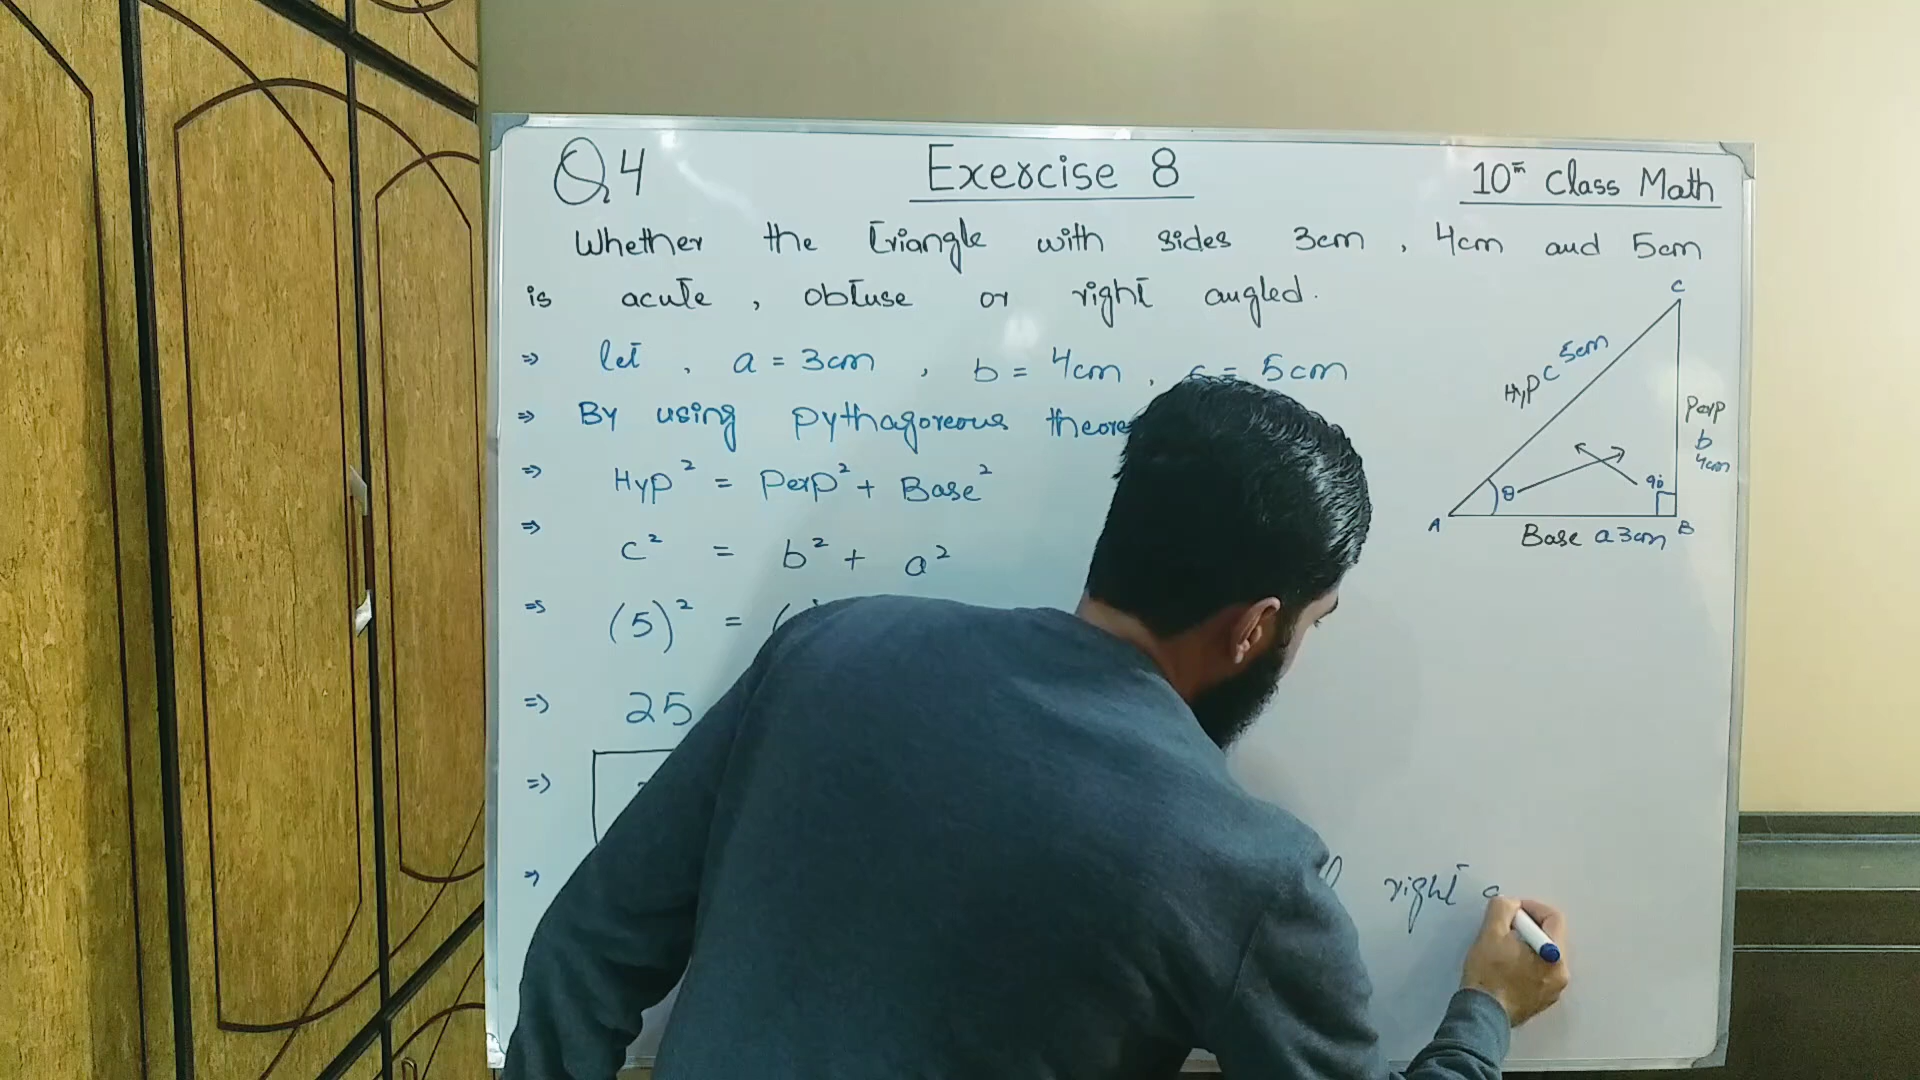 Q4 Exercise 8 10th Class Math
Whether the triangle with sides 3cm , 4cm and 5cm
is acute , obtuse or right angled.
⇒ let , a = 3cm , b = 4cm , c = 5cm
⇒ By using Pythagoreous
⇒ Hyp² = Perp² + Base²
⇒ c² = b² + a²
⇒ (5)² = (
⇒ 25
⇒
⇒ right a
C
Hyp c 5cm
Perp
b
4cm
θ 90
A B
Base a 3cm